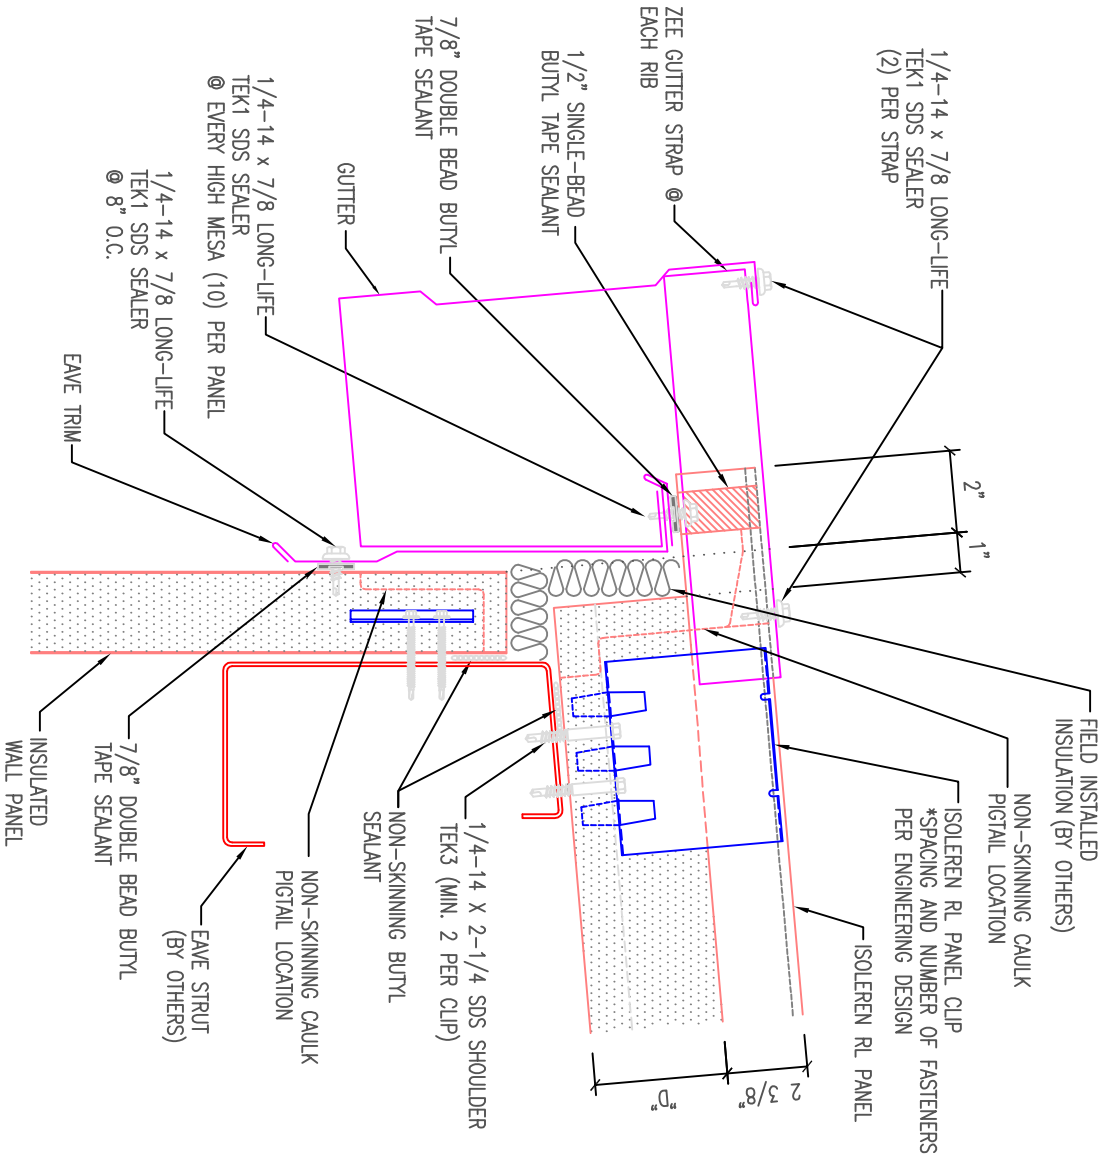 ZEE GUTTER STRAP @
EACH RIB
1/4-14 x 7/8 LONG-LIFE
TEK1 SDS SEALER
(2) PER STRAP
1/2" SINGLE-BEAD
BUTYL TAPE SEALANT
7/8" DOUBLE BEAD BUTYL
TAPE SEALANT
1/4-14 x 7/8 LONG-LIFE
TEK1 SDS SEALER
@ EVERY HIGH MESA (10) PER PANEL
GUTTER
1/4-14 x 7/8 LONG-LIFE
TEK1 SDS SEALER
@ 8" O.C.
EAVE TRIM
2"
1"
FIELD INSTALLED
INSULATION (BY OTHERS)
NON-SKINNING CAULK
PIGTAIL LOCATION
ISOLEREN RL PANEL CLIP
*SPACING AND NUMBER OF FASTENERS
PER ENGINEERING DESIGN
ISOLEREN RL PANEL
2 3/8"
"D"
1/4-14 X 2-1/4 SDS SHOULDER
TEK3 (MIN. 2 PER CLIP)
NON-SKINNING BUTYL
SEALANT
NON-SKINNING CAULK
PIGTAIL LOCATION
EAVE STRUT
(BY OTHERS)
7/8" DOUBLE BEAD BUTYL
TAPE SEALANT
INSULATED
WALL PANEL